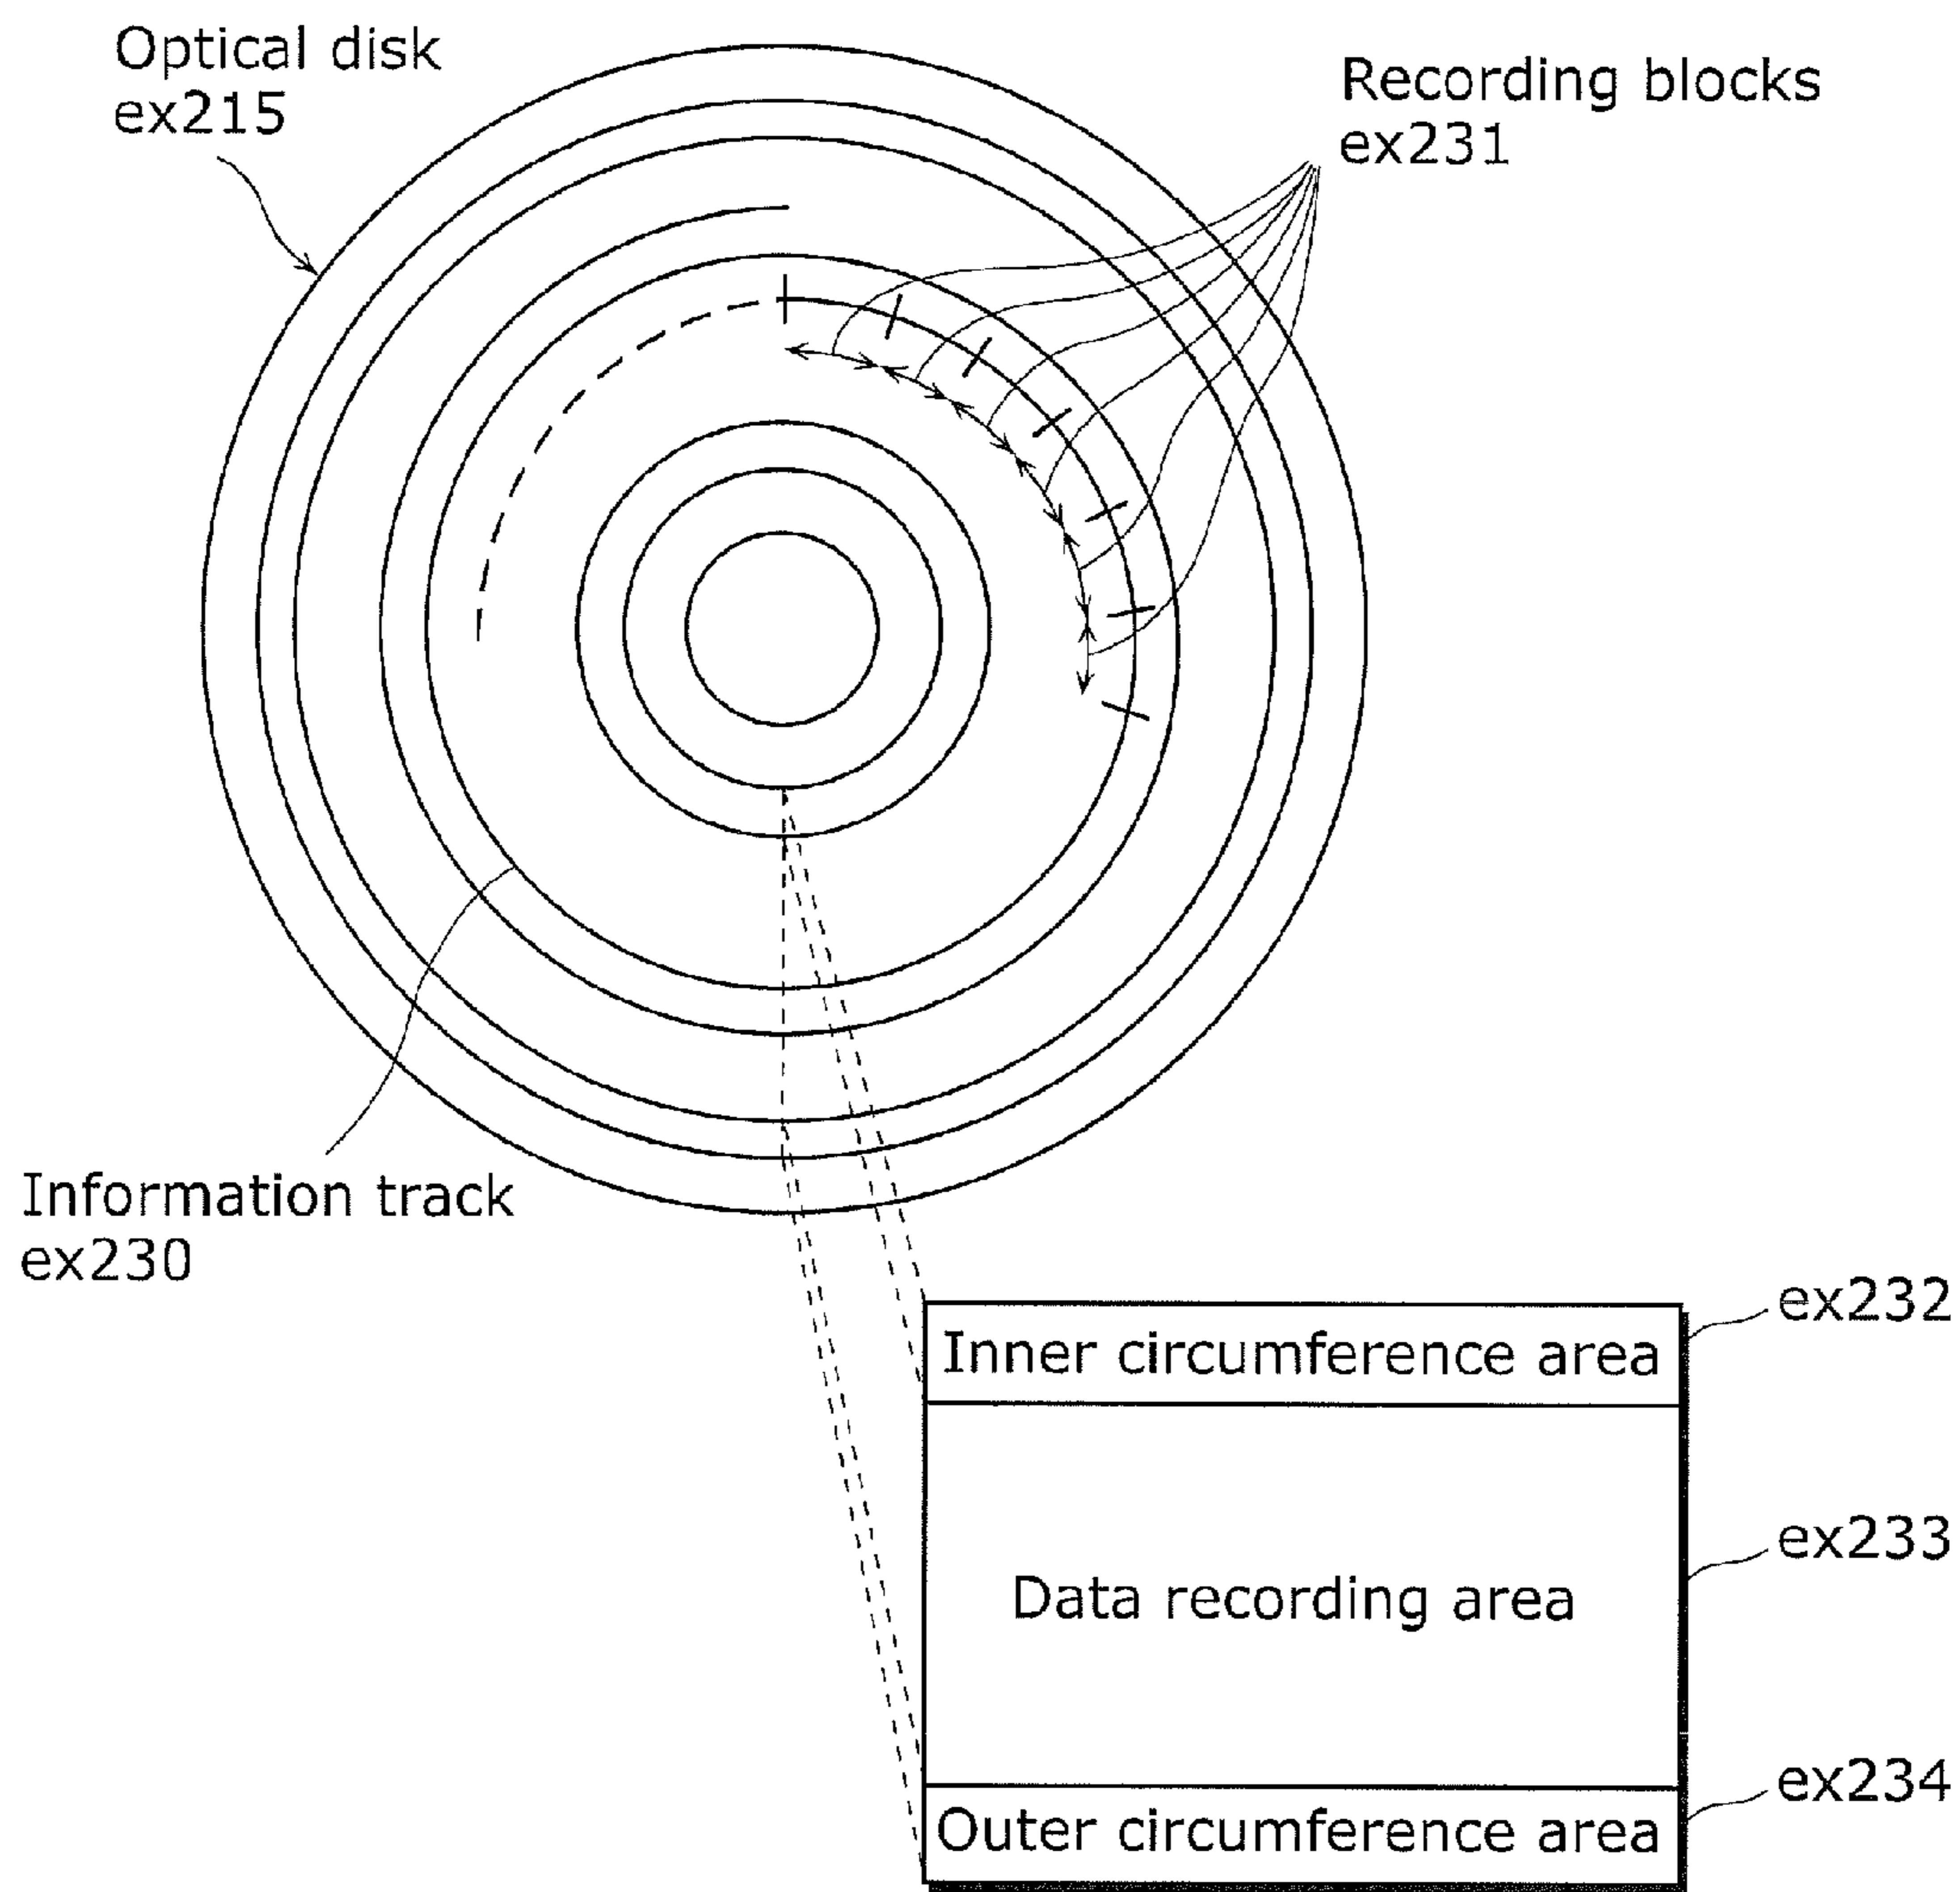 Optical disk
ex215
Recording blocks
ex231
Information track
ex230
ex232
Inner circumference area
ex233
Data recording area
ex234
Outer circumference area